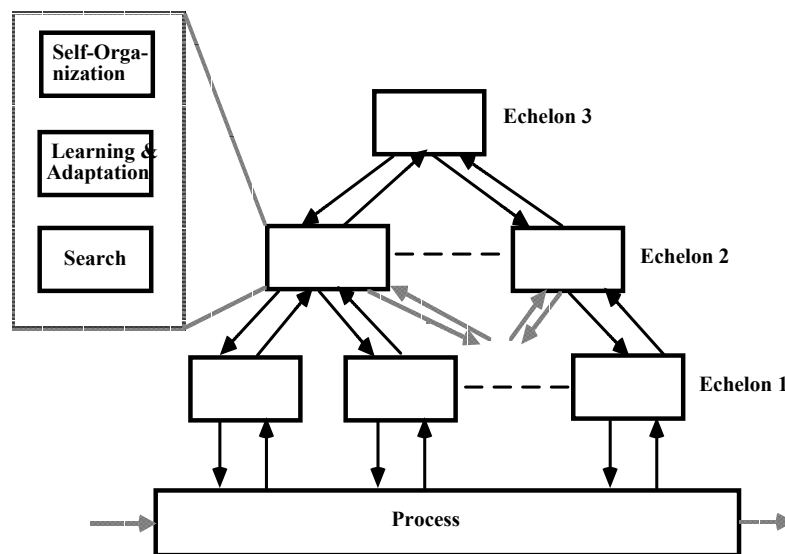 Self-Orga-
nization
Learning &
Adaptation
Search
Echelon 3
Echelon 2
Echelon 1
Process